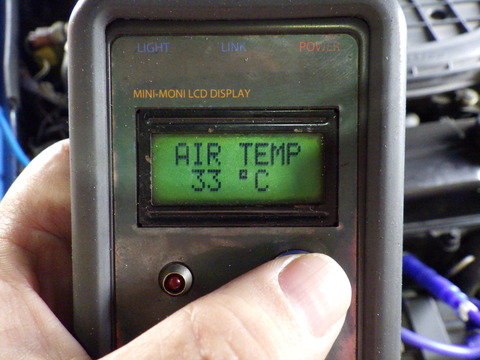 LIGHT LINK POWER
MINI-MONI LCD DISPLAY
AIR TEMP
33 °C